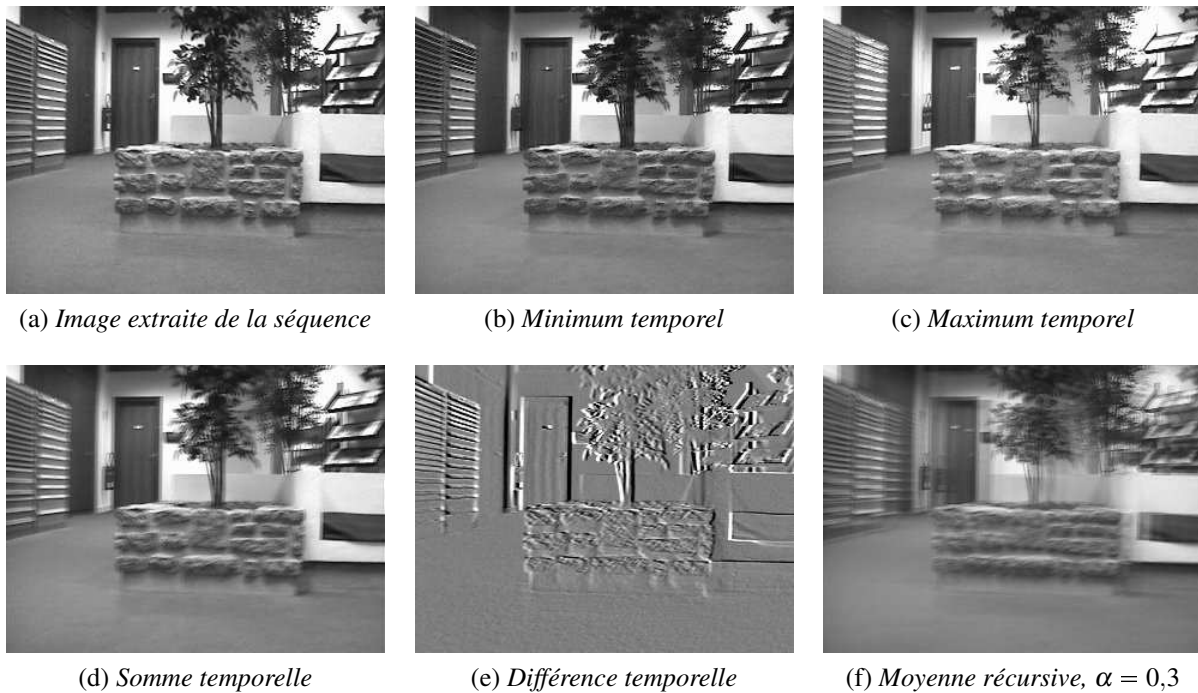 (a) Image extraite de la séquence
(b) Minimum temporel
(c) Maximum temporel
(d) Somme temporelle
(e) Différence temporelle
(f) Moyenne récursive, α = 0,3